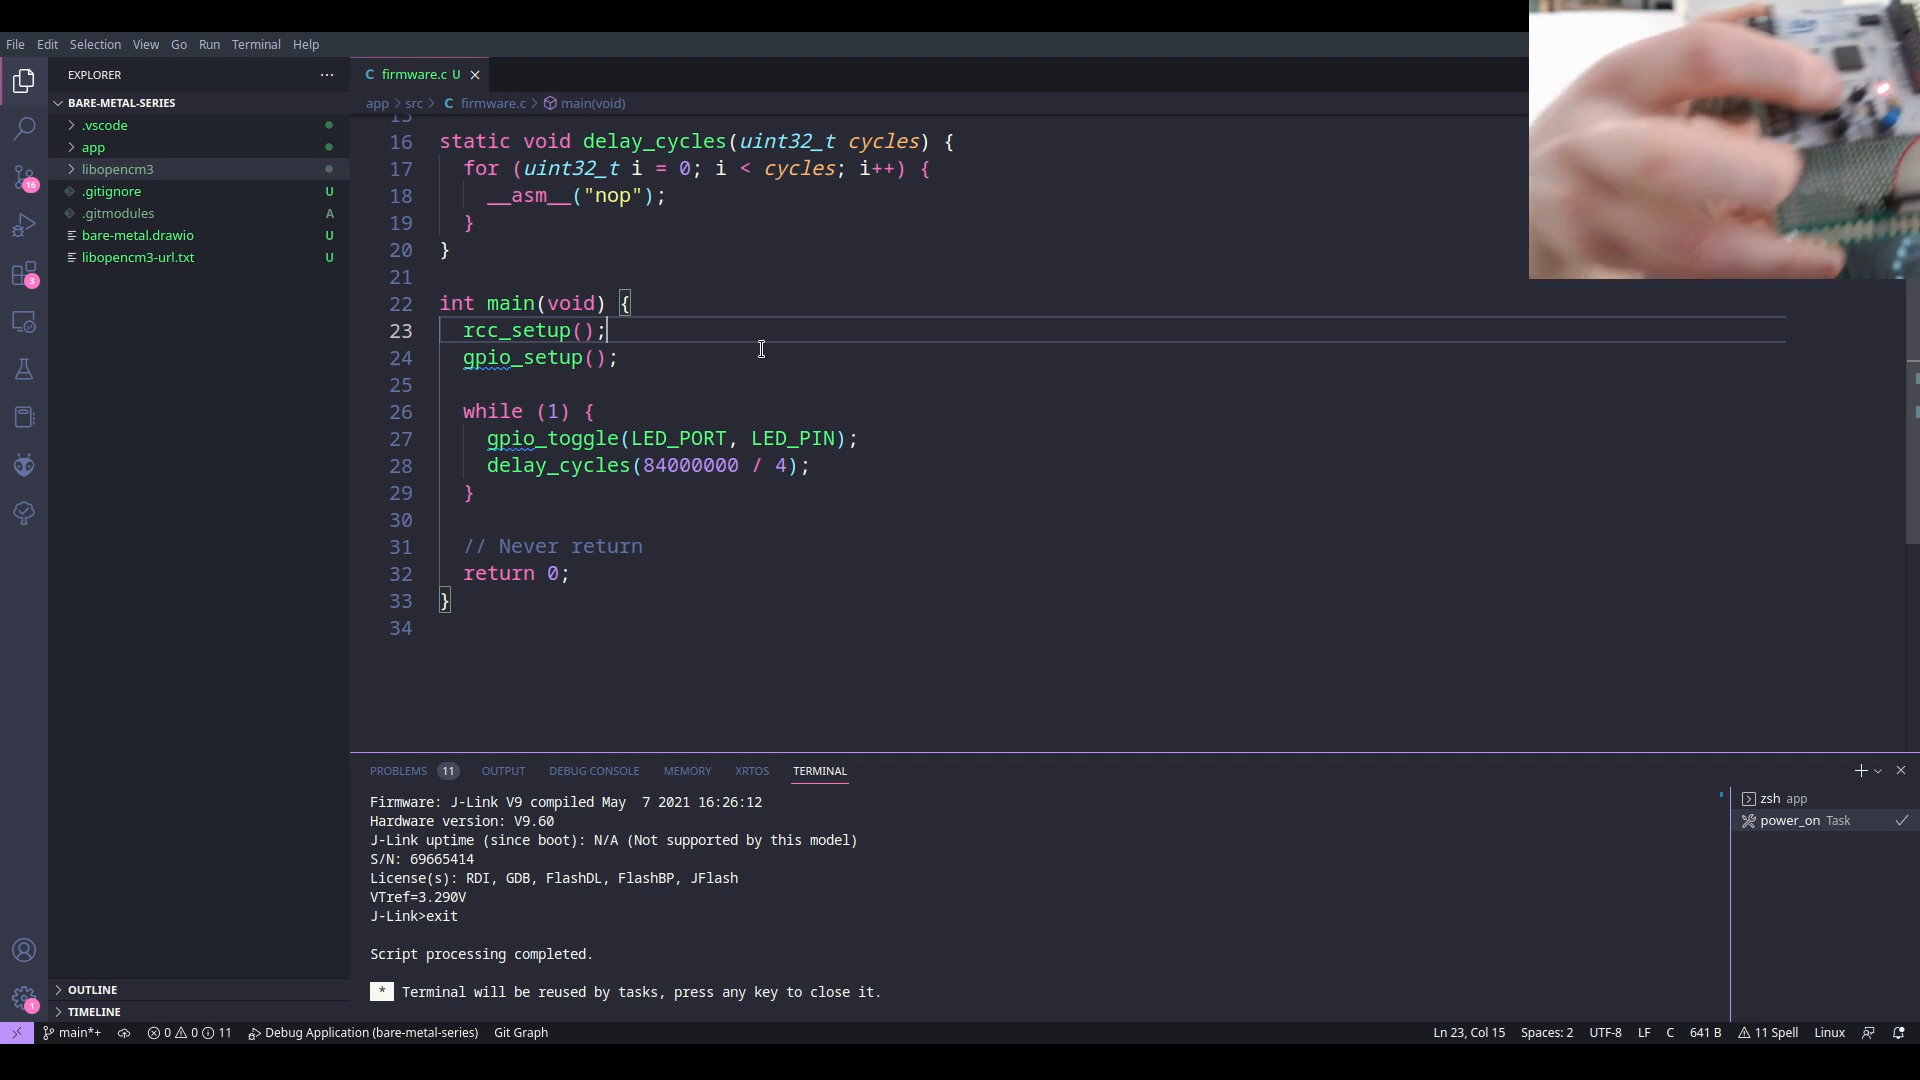 File Edit Selection View Go Run Terminal Help
EXPLORER
BARE-METAL-SERIES
.vscode
app
libopencm3
.gitignore U
.gitmodules A
bare-metal.drawio U
libopencm3-url.txt U
OUTLINE
TIMELINE
16
3
1
C firmware.c U
app > src > C firmware.c > main(void)
15
16 static void delay_cycles(uint32_t cycles) {
17 for (uint32_t i = 0; i < cycles; i++) {
18 __asm__("nop");
19 }
20 }
21
22 int main(void) {
23 rcc_setup();
24 gpio_setup();
25
26 while (1) {
27 gpio_toggle(LED_PORT, LED_PIN);
28 delay_cycles(84000000 / 4);
29 }
30
31 // Never return
32 return 0;
33 }
34
PROBLEMS 11 OUTPUT DEBUG CONSOLE MEMORY XRTOS TERMINAL
Firmware: J-Link V9 compiled May  7 2021 16:26:12
Hardware version: V9.60
J-Link uptime (since boot): N/A (Not supported by this model)
S/N: 69665414
License(s): RDI, GDB, FlashDL, FlashBP, JFlash
VTref=3.290V
J-Link>exit
Script processing completed.
* Terminal will be reused by tasks, press any key to close it.
zsh app
power_on Task
main*+ 0 0 11 Debug Application (bare-metal-series) Git Graph Ln 23, Col 15 Spaces: 2 UTF-8 LF C 641 B 11 Spell Linux